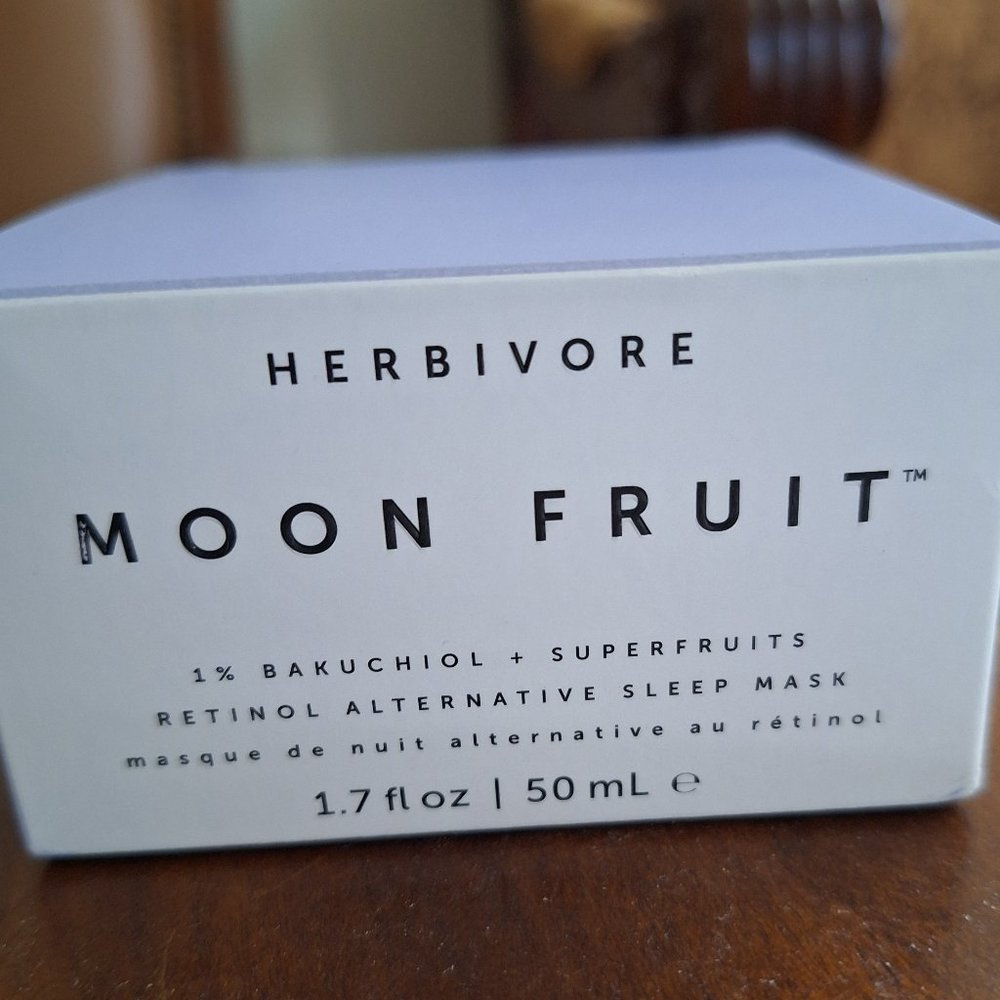 HERBIVORE
MOON FRUIT™
1% BAKUCHIOL + SUPERFRUITS
RETINOL ALTERNATIVE SLEEP MASK
masque de nuit alternative au rétinol
1.7 fl oz | 50 mL ℮